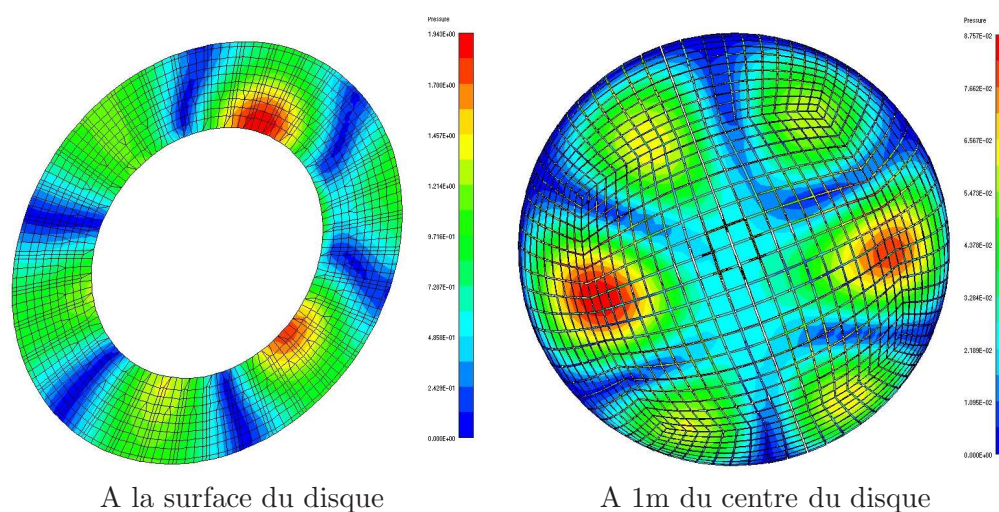 Pressure
1.943E+00
1.700E+00
1.457E+00
1.214E+00
9.716E-01
7.287E-01
4.858E-01
2.429E-01
0.000E+00
A la surface du disque
Pressure
8.757E-02
7.662E-02
6.567E-02
5.473E-02
4.378E-02
3.284E-02
2.189E-02
1.095E-02
0.000E+00
A 1m du centre du disque